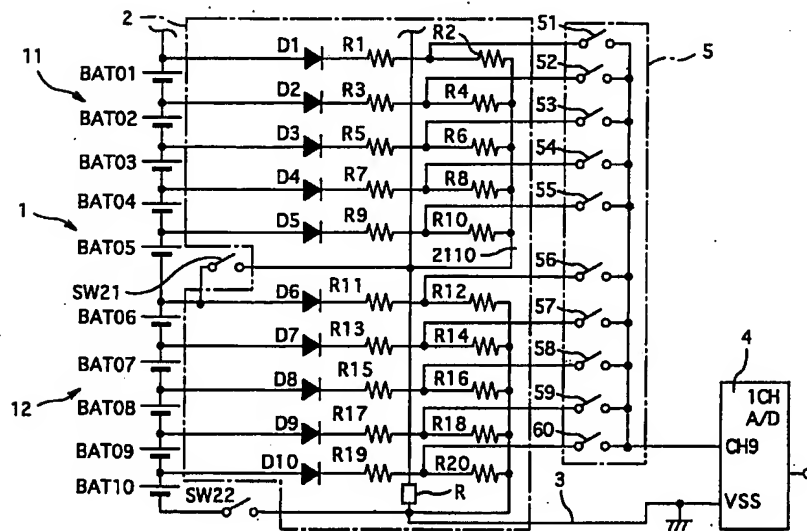 2
D1 R1 R2 51
5
11 BAT01 D2 R3 R4 52
BAT02 D3 R5 R6 53
BAT03 D4 R7 R8 54
BAT04 D5 R9 R10 55
1
BAT05 2110
SW21 56
D6 R11 R12
BAT06 57
D7 R13 R14
BAT07 58
D8 R15 R16
4
12 BAT08 59
1CH
A/D
D9 R17 R18
BAT09 60 CH9
D10 R19 R20
BAT10 SW22 R 3 VSS